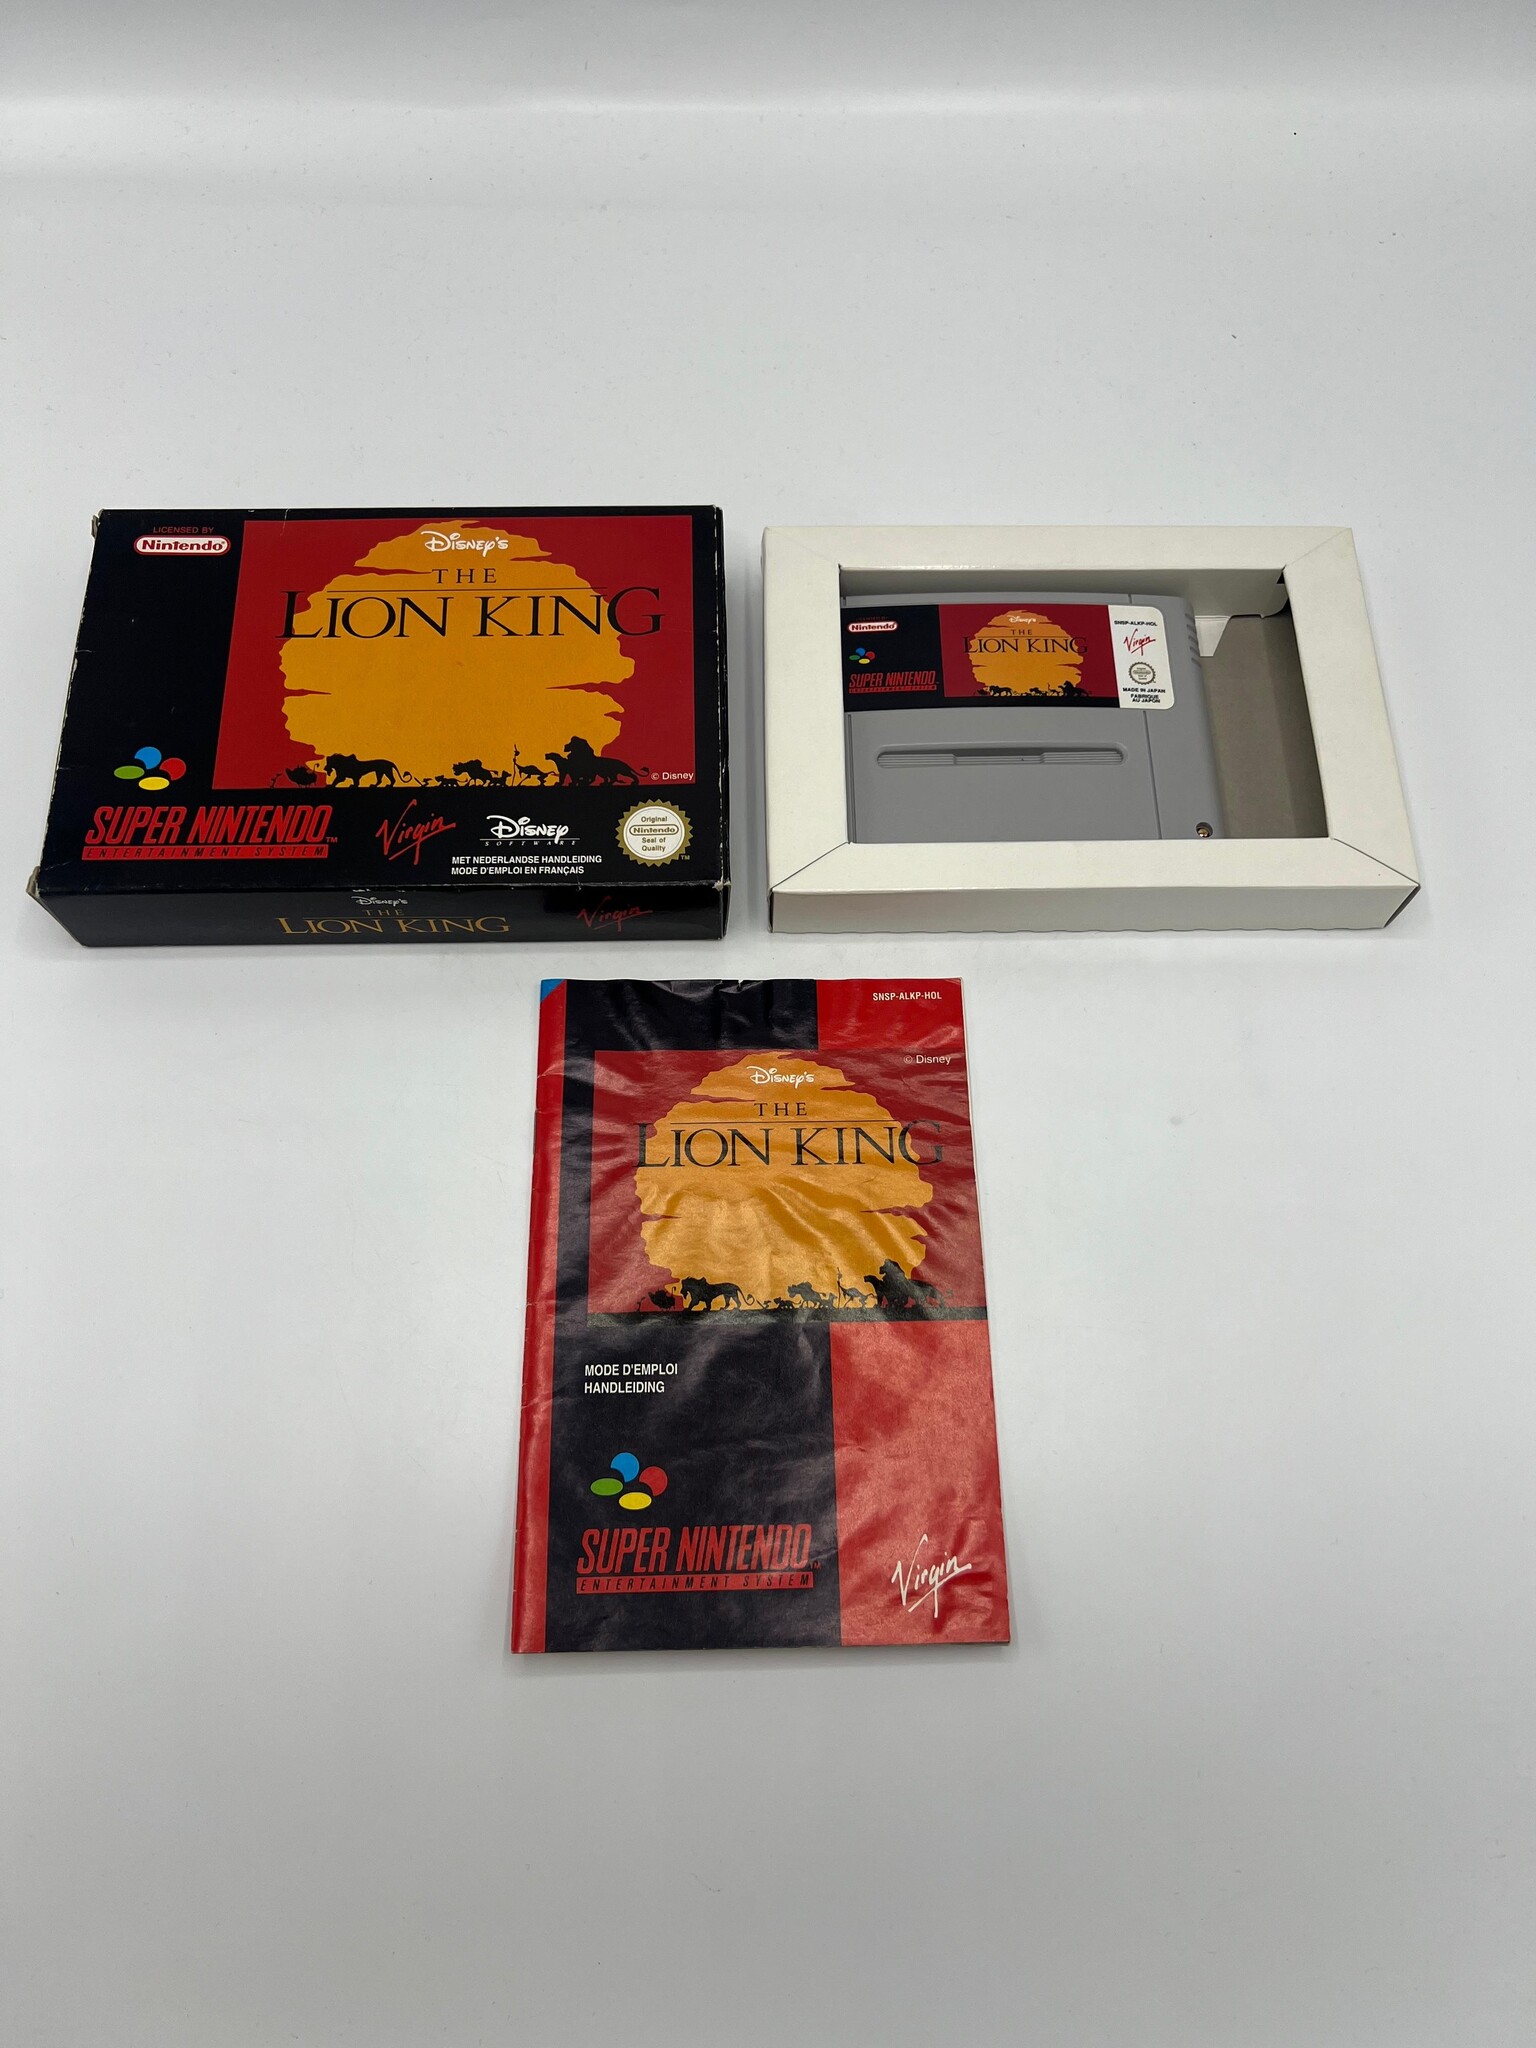 LICENSED BY
Nintendo
Disney's
THE
LION KING
© Disney
SUPER NINTENDO™
ENTERTAINMENT SYSTEM
Virgin
Disney
SOFTWARE
MET NEDERLANDSE HANDLEIDING
MODE D'EMPLOI EN FRANÇAIS
Original
Nintendo
Seal of
Quality
™
Disney's
THE
LION KING
Virgin
Nintendo
SUPER NINTENDO
ENTERTAINMENT SYSTEM
Disney's
THE
LION KING
SNSP-ALKP-HOL
Virgin
MADE IN JAPAN
FABRIQUE
AU JAPON
SNSP-ALKP-HOL
© Disney
Disney's
THE
LION KING
MODE D'EMPLOI
HANDLEIDING
SUPER NINTENDO™
ENTERTAINMENT SYSTEM
Virgin